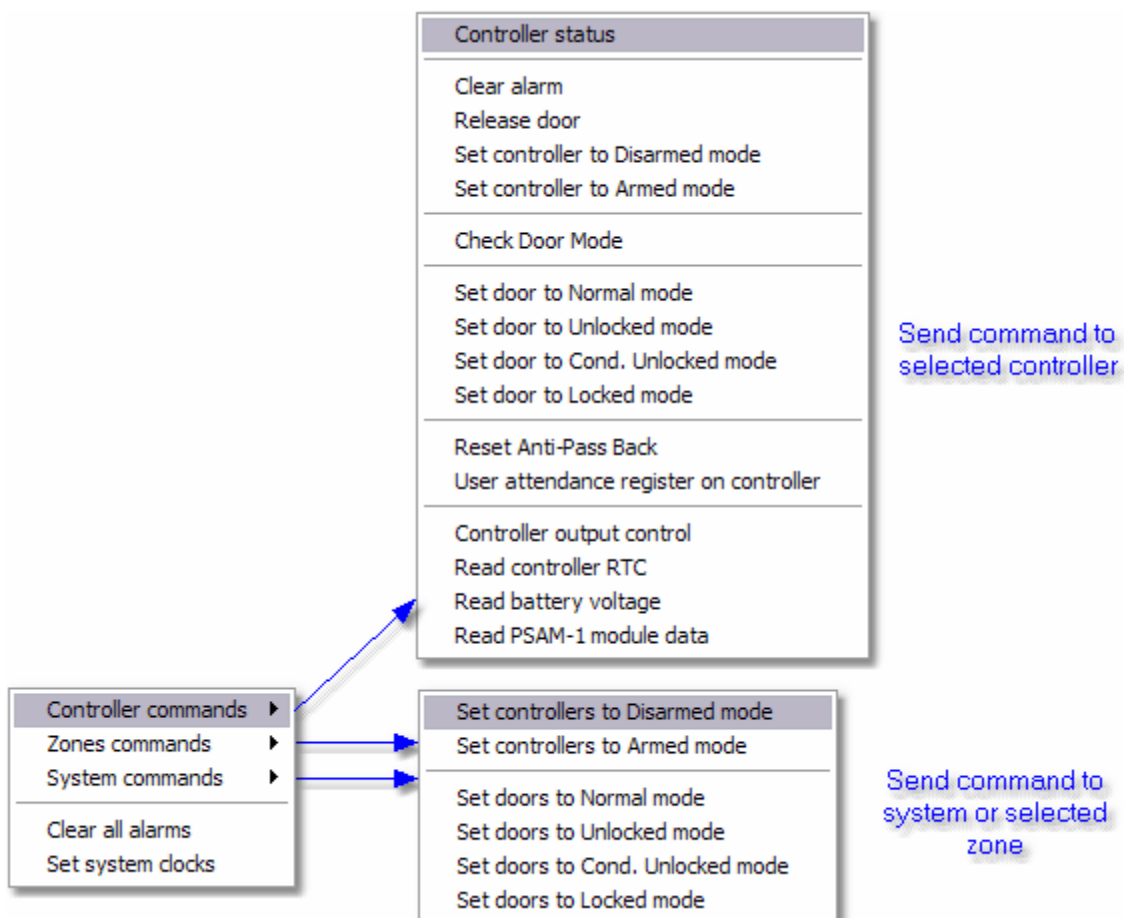 Controller status
Clear alarm
Release door
Set controller to Disarmed mode
Set controller to Armed mode
Check Door Mode
Set door to Normal mode
Set door to Unlocked mode
Set door to Cond. Unlocked mode
Set door to Locked mode
Reset Anti-Pass Back
User attendance register on controller
Controller output control
Read controller RTC
Read battery voltage
Read PSAM-1 module data
Send command to
selected controller
Controller commands
Zones commands
System commands
Clear all alarms
Set system clocks
Set controllers to Disarmed mode
Set controllers to Armed mode
Set doors to Normal mode
Set doors to Unlocked mode
Set doors to Cond. Unlocked mode
Set doors to Locked mode
Send command to
system or selected
zone